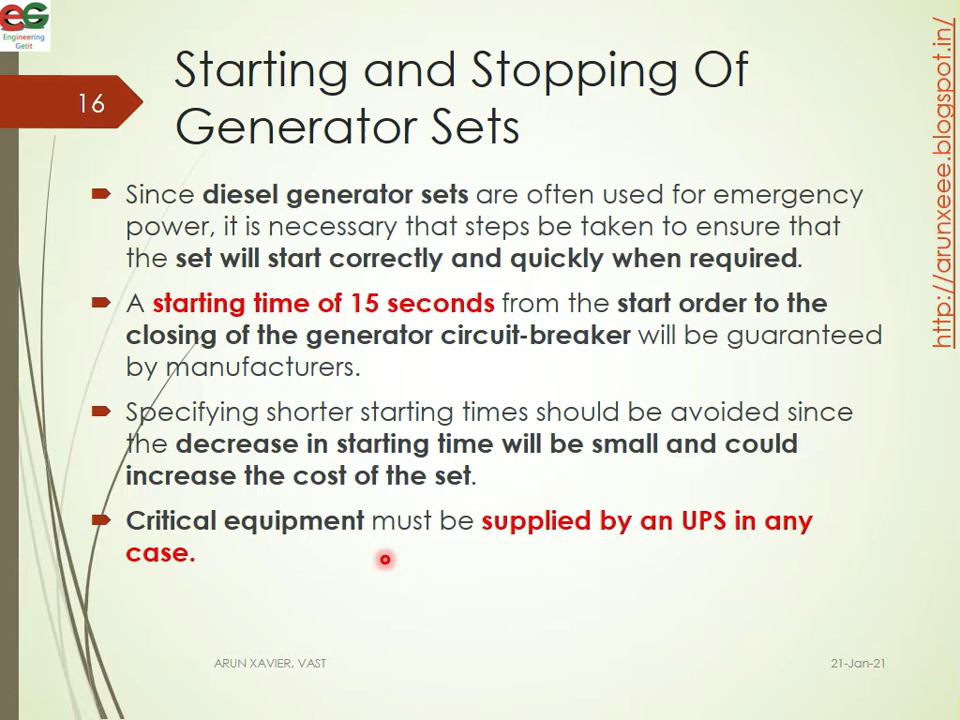 EG
Engineering
Getit
16
Starting and Stopping Of
Generator Sets
Since diesel generator sets are often used for emergency
power, it is necessary that steps be taken to ensure that
the set will start correctly and quickly when required.
A starting time of 15 seconds from the start order to the
closing of the generator circuit-breaker will be guaranteed
by manufacturers.
Specifying shorter starting times should be avoided since
the decrease in starting time will be small and could
increase the cost of the set.
Critical equipment must be supplied by an UPS in any
case.
http://arunxeee.blogspot.in/
ARUN XAVIER, VAST
21-Jan-21